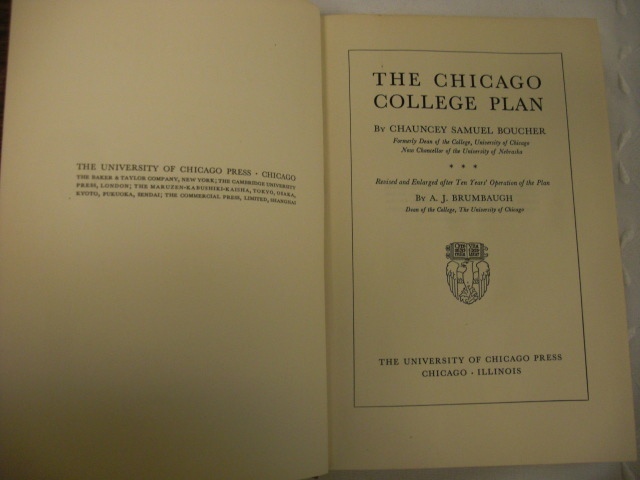 THE UNIVERSITY OF CHICAGO PRESS · CHICAGO
THE BAKER & TAYLOR COMPANY, NEW YORK; THE CAMBRIDGE UNIVERSITY
PRESS, LONDON; THE MARUZEN-KABUSHIKI-KAISHA, TOKYO, OSAKA,
KYOTO, FUKUOKA, SENDAI; THE COMMERCIAL PRESS, LIMITED, SHANGHAI
THE CHICAGO
COLLEGE PLAN
By CHAUNCEY SAMUEL BOUCHER
Formerly Dean of the College, University of Chicago
Now Chancellor of the University of Nebraska
* * *
Revised and Enlarged after Ten Years' Operation of the Plan
By A. J. BRUMBAUGH
Dean of the College, The University of Chicago
THE UNIVERSITY OF CHICAGO PRESS
CHICAGO · ILLINOIS